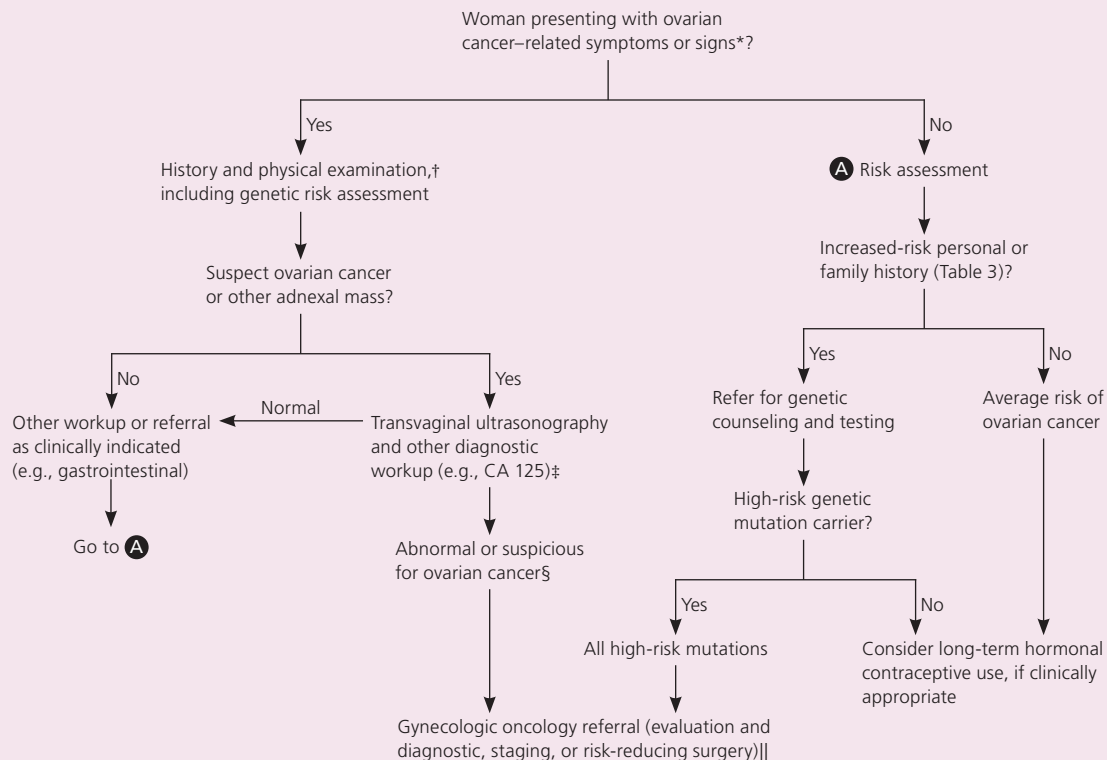 Woman presenting with ovarian
cancer–related symptoms or signs*?
Yes
No
History and physical examination,†
including genetic risk assessment
A Risk assessment
Suspect ovarian cancer
or other adnexal mass?
Increased-risk personal or
family history (Table 3)?
No
Yes
Yes
No
Other workup or referral
as clinically indicated
(e.g., gastrointestinal)
Normal
Transvaginal ultrasonography
and other diagnostic
workup (e.g., CA 125)‡
Refer for genetic
counseling and testing
Average risk of
ovarian cancer
Go to A
Abnormal or suspicious
for ovarian cancer§
High-risk genetic
mutation carrier?
Yes
No
All high-risk mutations
Consider long-term hormonal
contraceptive use, if clinically
appropriate
Gynecologic oncology referral (evaluation and
diagnostic, staging, or risk-reducing surgery)||